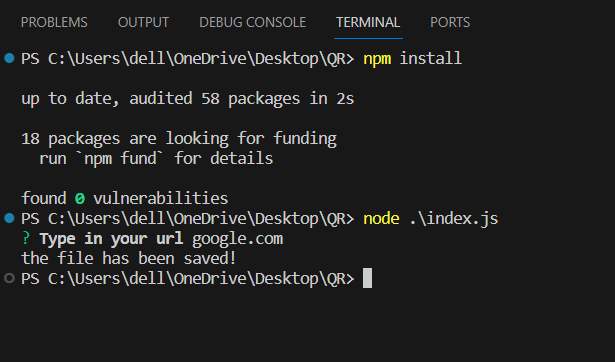 PROBLEMS OUTPUT DEBUG CONSOLE TERMINAL PORTS
PS C:\Users\dell\OneDrive\Desktop\QR> npm install
up to date, audited 58 packages in 2s
18 packages are looking for funding
  run `npm fund` for details
found 0 vulnerabilities
PS C:\Users\dell\OneDrive\Desktop\QR> node .\index.js
? Type in your url google.com
the file has been saved!
PS C:\Users\dell\OneDrive\Desktop\QR>